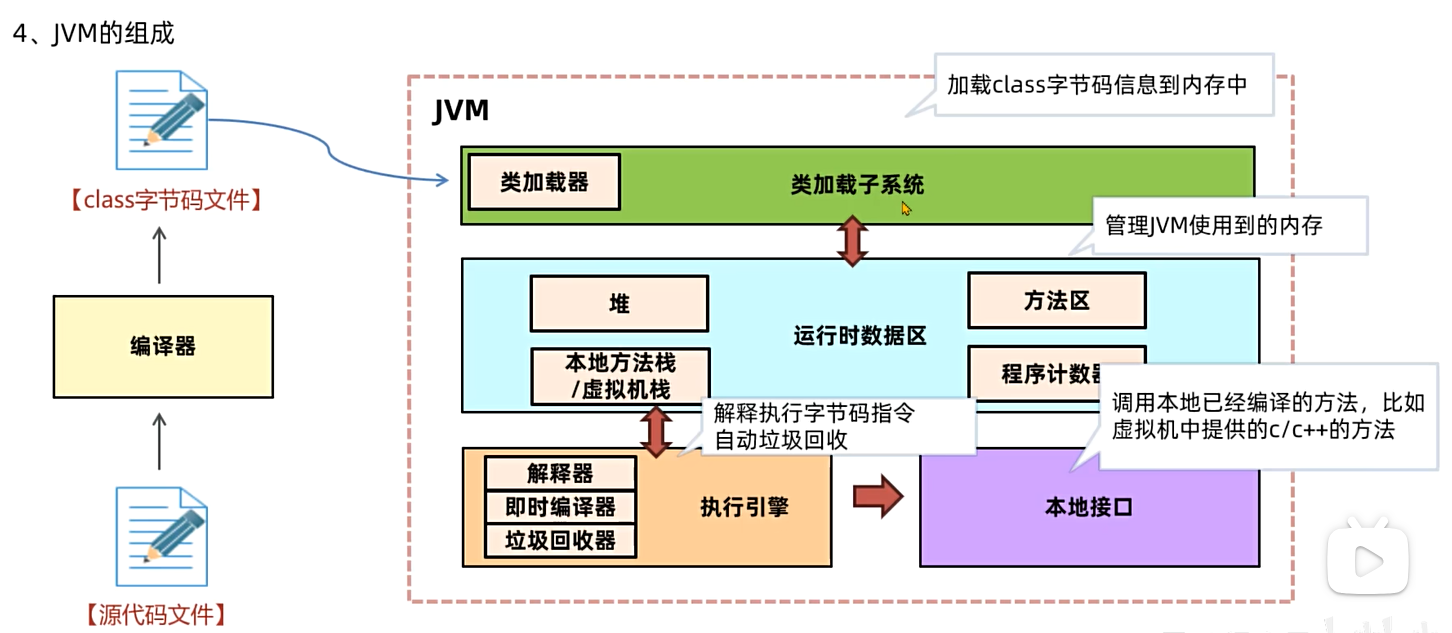 4、JVM的组成
加载class字节码信息到内存中
JVM
类加载器
类加载子系统
【class字节码文件】
管理JVM使用到的内存
堆
方法区
运行时数据区
编译器
本地方法栈
/虚拟机栈
程序计数器
调用本地已经编译的方法，比如
虚拟机中提供的c/c++的方法
解释执行字节码指令
自动垃圾回收
解释器
即时编译器
垃圾回收器
执行引擎
本地接口
【源代码文件】